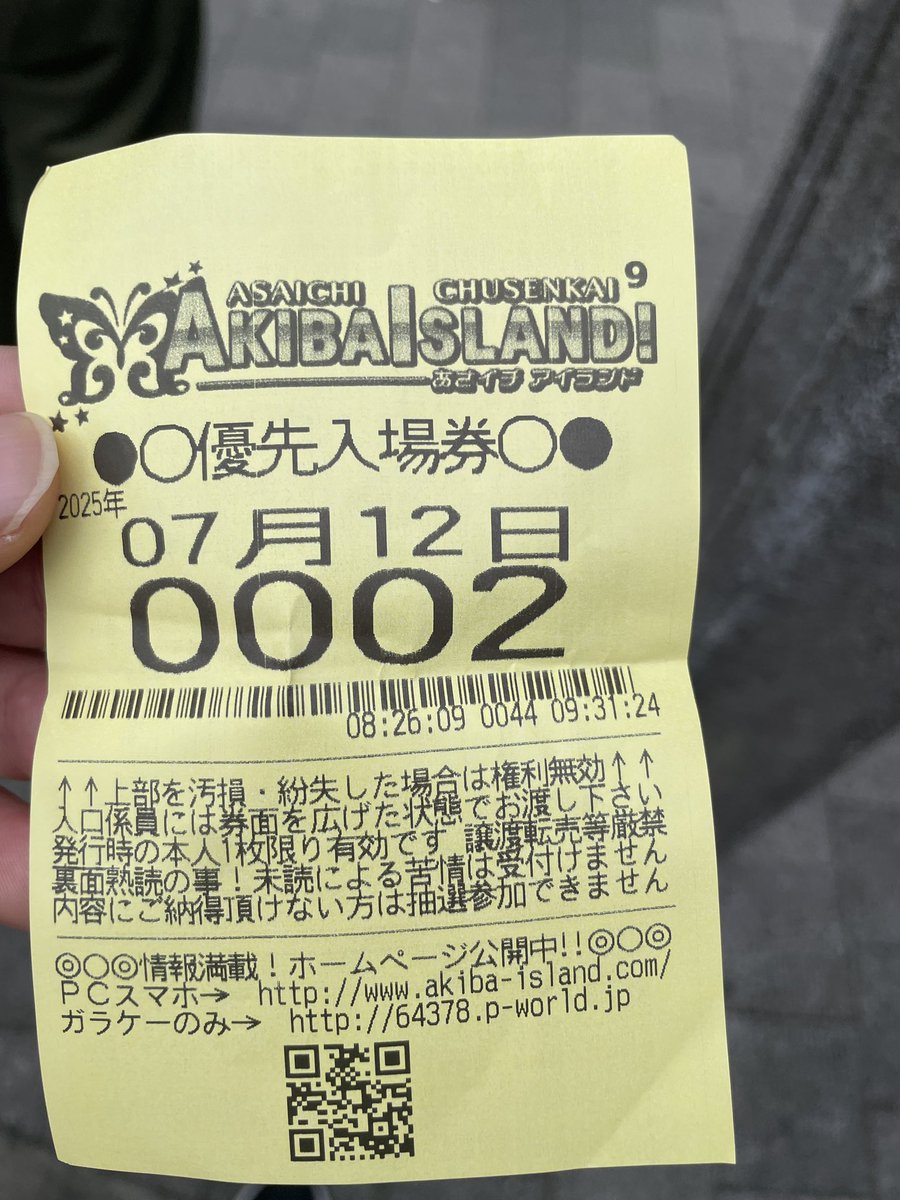 ASAICHI CHUSENKAI 9
AKIBA ISLAND!
あさイチ アイランド
●○優先入場券○●
2025年
07月12日
0002
08:26:09 0044 09:31:24
↑↑上部を汚損・紛失した場合は権利無効↑↑
入口係員には券面を広げた状態でお渡し下さい
発行時の本人1枚限り有効です 譲渡転売等厳禁
裏面熟読の事!未読による苦情は受付けません
内容にご納得頂けない方は抽選参加できません
◎○◎情報満載!ホームページ公開中!!◎○◎
PCスマホ→ http://www.akiba-island.com/
ガラケーのみ→ http://64378.p-world.jp